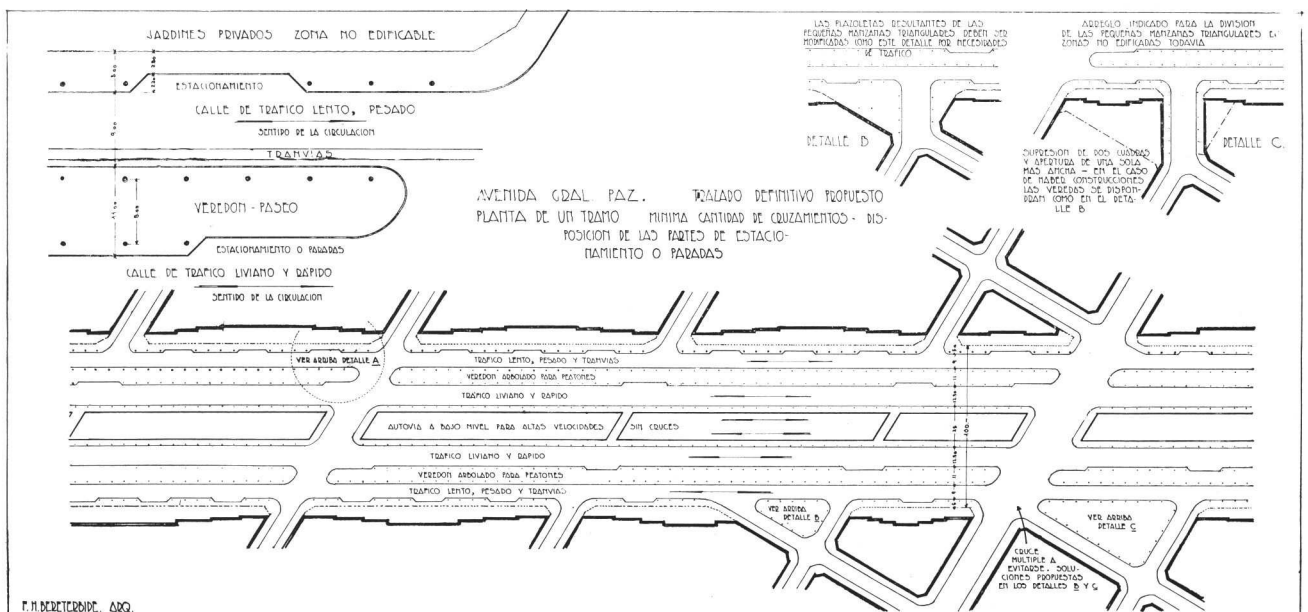 JARDINES PRIVADOS ZONA NO EDIFICABLE
ESTACIONAMIENTO
CALLE DE TRAFICO LENTO, PESADO
SENTIDO DE LA CIRCULACION
TRANVIAS
VEREDON - PASEO
ESTACIONAMIENTO O PARADAS
CALLE DE TRAFICO LIVIANO Y RÁPIDO
SENTIDO DE LA CIRCULACION
LAS PLAZOLETAS RESULTANTES DE LAS
PEQUEÑAS MANZANAS TRIANGULARES DEBEN SER
MODIFICADAS COMO ESTE DETALLE POR NECESIDADES
DE TRAFICO
DETALLE B
ARREGLO INDICADO PARA LA DIVISION
DE LAS PEQUEÑAS MANZANAS TRIANGULARES
ZONAS NO EDIFICADAS TODAVIA
DETALLE C.
SUPRESION DE DOS CUADRAS
Y APERTURA DE UNA SOLA
MAS ANCHA - EN EL CASO
DE HABER CONSTRUCCIONES
LAS VEREDAS SE DISPON-
DRAN COMO EN EL DETA-
LLE B
AVENIDA GRAL. PAZ. TRAZADO DEFINITIVO PROPUESTO
PLANTA DE UN TRAMO MINIMA CANTIDAD DE CRUZAMIENTOS - DIS-
POSICION DE LAS PARTES DE ESTACIO-
NAMIENTO O PARADAS
VER ARRIBA DETALLE A
TRAFICO LENTO, PESADO Y TRANVIAS
VEREDON ARBOLADO PARA PEATONES
TRÁFICO LIVIANO Y RAPIDO
AUTOVIA A BAJO NIVEL PARA ALTAS VELOCIDADES SIN CRUCES
TRAFICO LIVIANO Y RAPIDO
VEREDON ARBOLADO PARA PEATONES
TRAFICO LENTO, PESADO Y TRANVIAS
VER ARRIBA
DETALLE B
VER ARRIBA
DETALLE C
CRUCE
MULTIPLE A
EVITARSE. SOLU-
CIONES PROPUESTAS
EN LOS DETALLES B Y C
F.H.BERETERBIDE. ARQ.